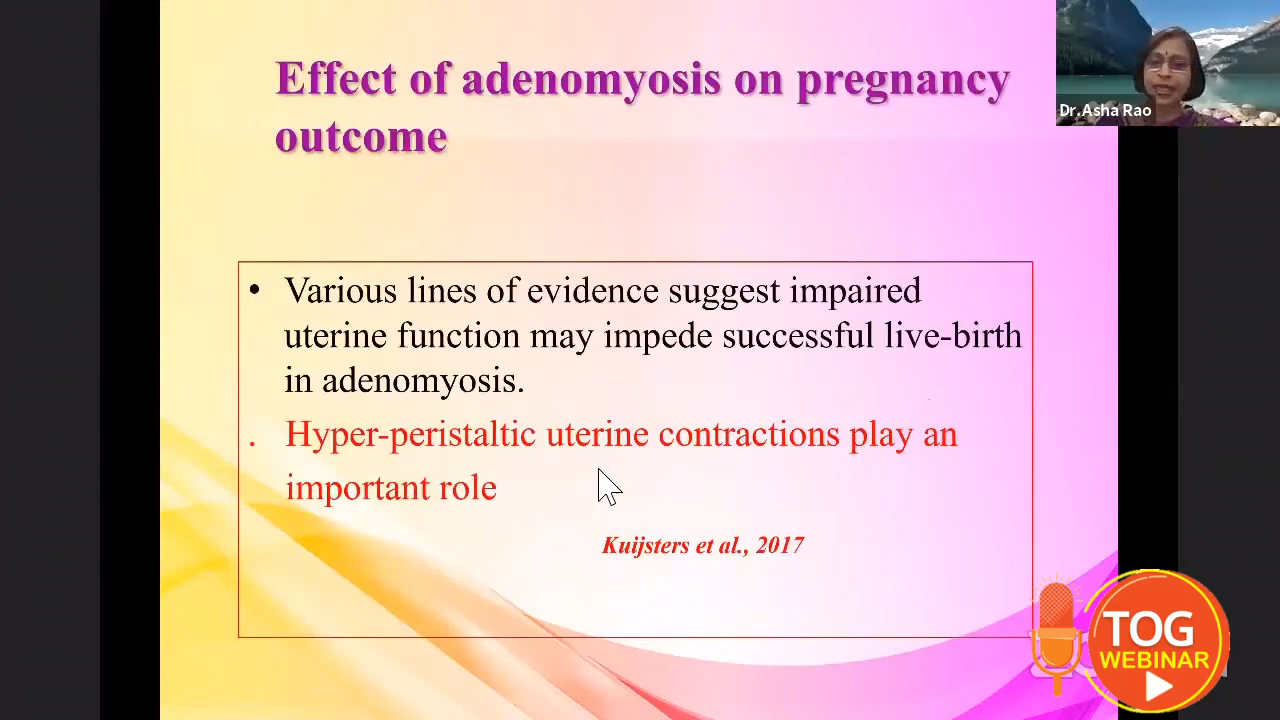 Effect of adenomyosis on pregnancy
outcome
Dr.Asha Rao
• Various lines of evidence suggest impaired
uterine function may impede successful live-birth
in adenomyosis.
. Hyper-peristaltic uterine contractions play an
important role
Kuijsters et al., 2017
TOG
WEBINAR